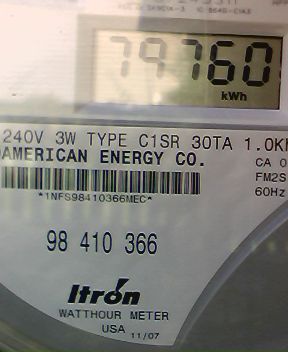 79760
kWh
240V 3W TYPE C1SR 30TA 1.0K
AMERICAN ENERGY CO.
CA 0
FM2S
60Hz
*1NFS98410366MEC*
98 410 366
Itrón
WATTHOUR METER
USA 11/07